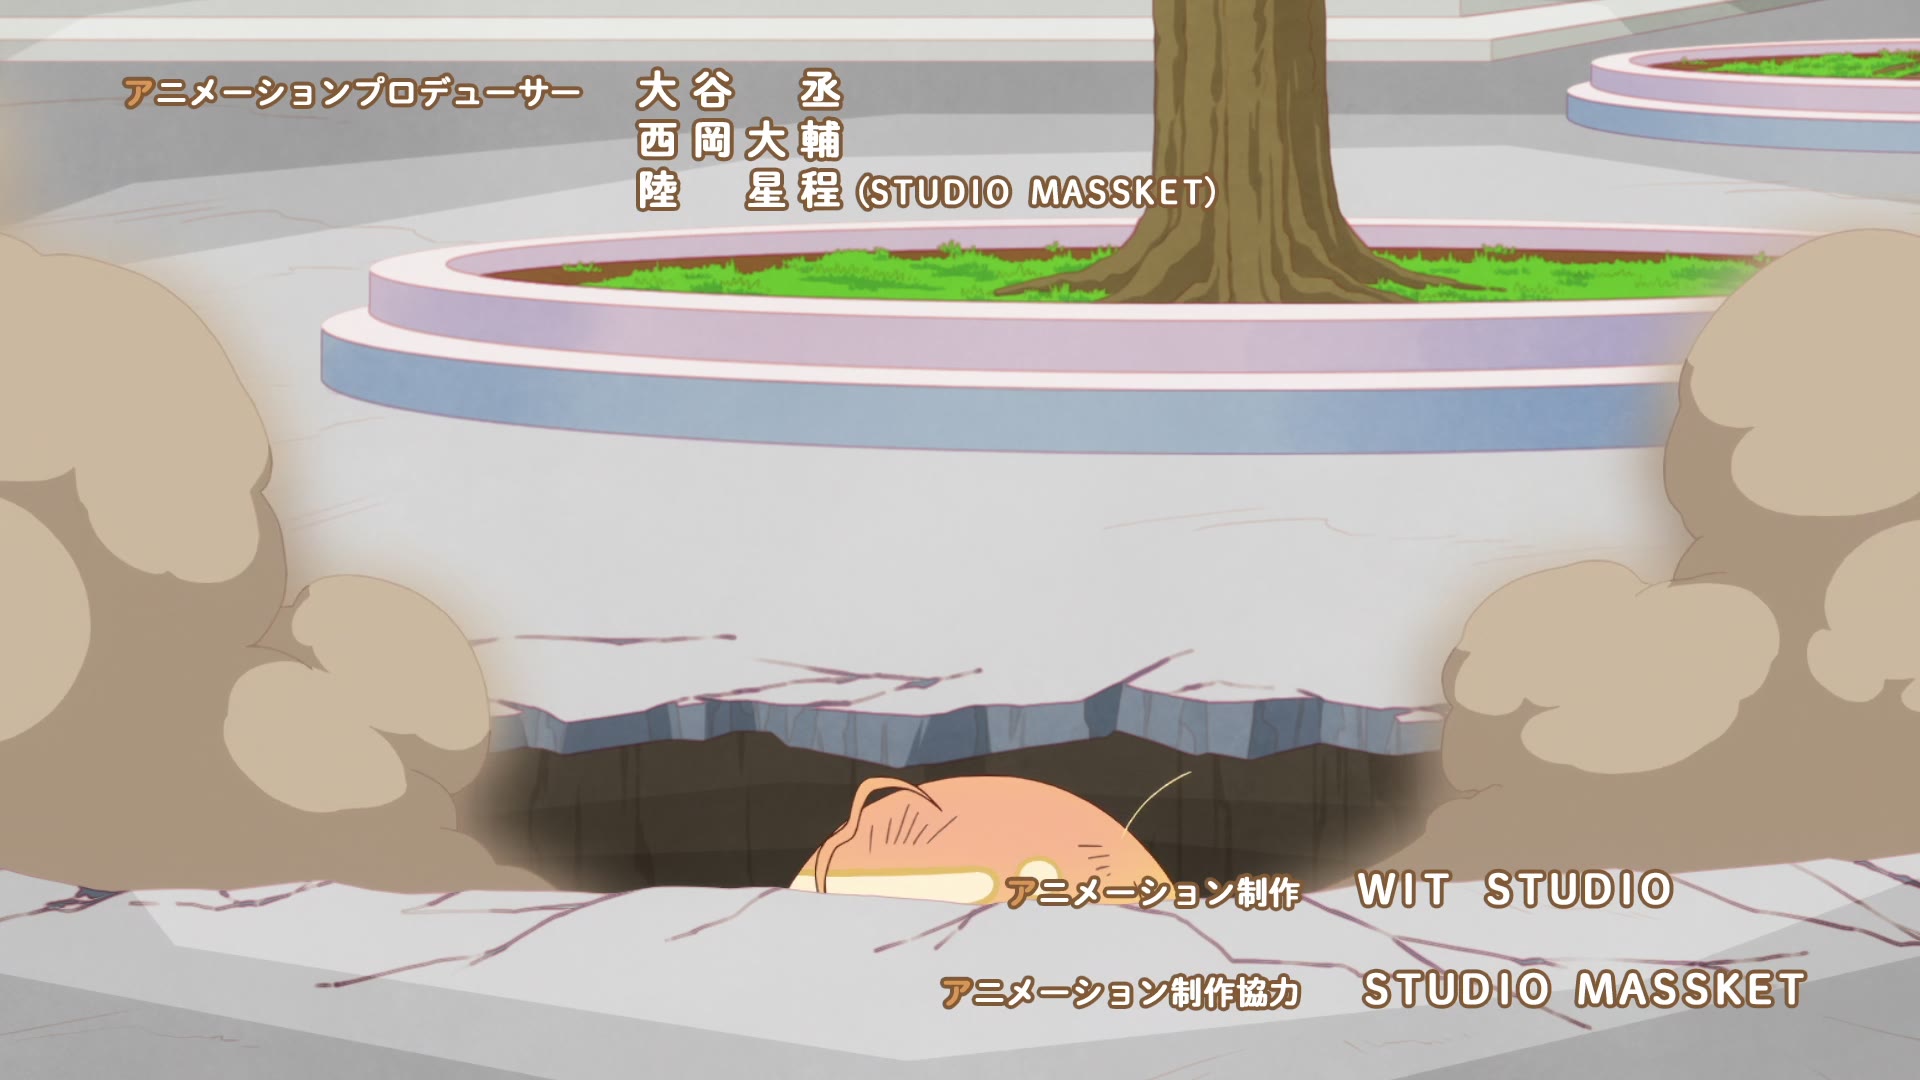 アニメーションプロデューサー 大谷 丞
西岡大輔
陸 星程 (STUDIO MASSKET)
アニメーション制作 WIT STUDIO
アニメーション制作協力 STUDIO MASSKET